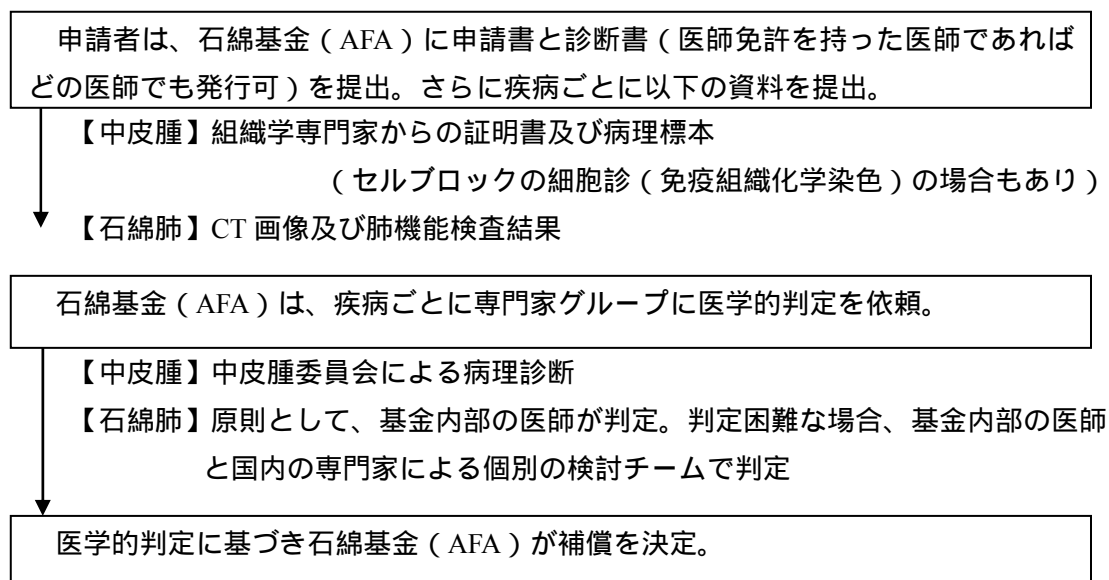 申請者は、石綿基金（AFA）に申請書と診断書（医師免許を持った医師であれば
どの医師でも発行可）を提出。さらに疾病ごとに以下の資料を提出。
【中皮腫】組織学専門家からの証明書及び病理標本
（セルブロックの細胞診（免疫組織化学染色）の場合もあり）
【石綿肺】CT 画像及び肺機能検査結果
石綿基金（AFA）は、疾病ごとに専門家グループに医学的判定を依頼。
【中皮腫】中皮腫委員会による病理診断
【石綿肺】原則として、基金内部の医師が判定。判定困難な場合、基金内部の医師
と国内の専門家による個別の検討チームで判定
医学的判定に基づき石綿基金（AFA）が補償を決定。